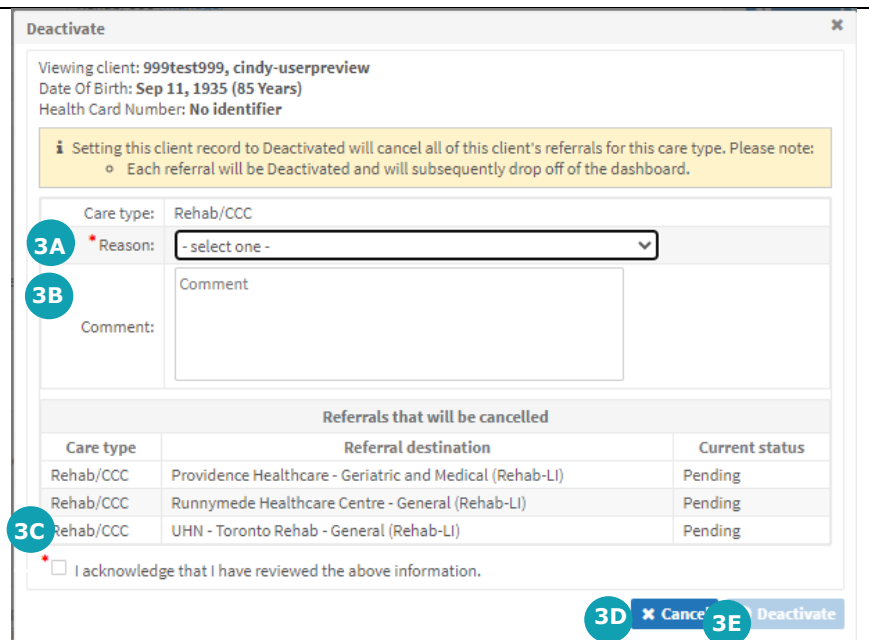 Deactivate ✖
Viewing client: 999test999, cindy-userpreview
Date Of Birth: Sep 11, 1935 (85 Years)
Health Card Number: No identifier
i Setting this client record to Deactivated will cancel all of this client's referrals for this care type. Please note:
Each referral will be Deactivated and will subsequently drop off of the dashboard.
Care type: Rehab/CCC
3A * Reason: - select one -
3B
Comment
Comment:
Referrals that will be cancelled
Care type Referral destination Current status
Rehab/CCC Providence Healthcare - Geriatric and Medical (Rehab-LI) Pending
Rehab/CCC Runnymede Healthcare Centre - General (Rehab-LI) Pending
3C Rehab/CCC UHN - Toronto Rehab - General (Rehab-LI) Pending
* I acknowledge that I have reviewed the above information.
3D ✖ Cancel 3E Deactivate